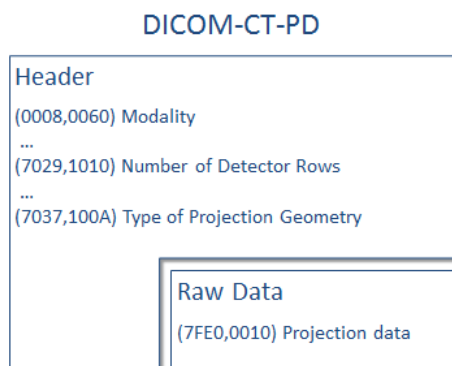 DICOM-CT-PD
Header
(0008,0060) Modality
...
(7029,1010) Number of Detector Rows
...
(7037,100A) Type of Projection Geometry
Raw Data
(7FE0,0010) Projection data